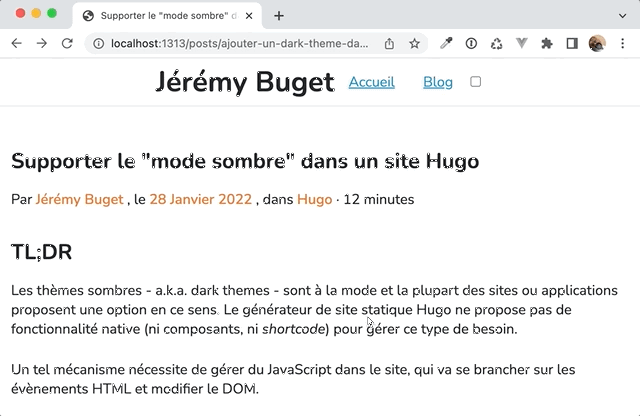 Supporter le "mode sombre" d
localhost:1313/posts/ajouter-un-dark-theme-da...
Jérémy Buget Accueil Blog
Supporter le "mode sombre" dans un site Hugo
Par Jérémy Buget , le 28 Janvier 2022 , dans Hugo · 12 minutes
TL;DR
Les thèmes sombres - a.k.a. dark themes - sont à la mode et la plupart des sites ou applications
proposent une option en ce sens. Le générateur de site statique Hugo ne propose pas de
fonctionnalité native (ni composants, ni shortcode) pour gérer ce type de besoin.
Un tel mécanisme nécessite de gérer du JavaScript dans le site, qui va se brancher sur les
évènements HTML et modifier le DOM.